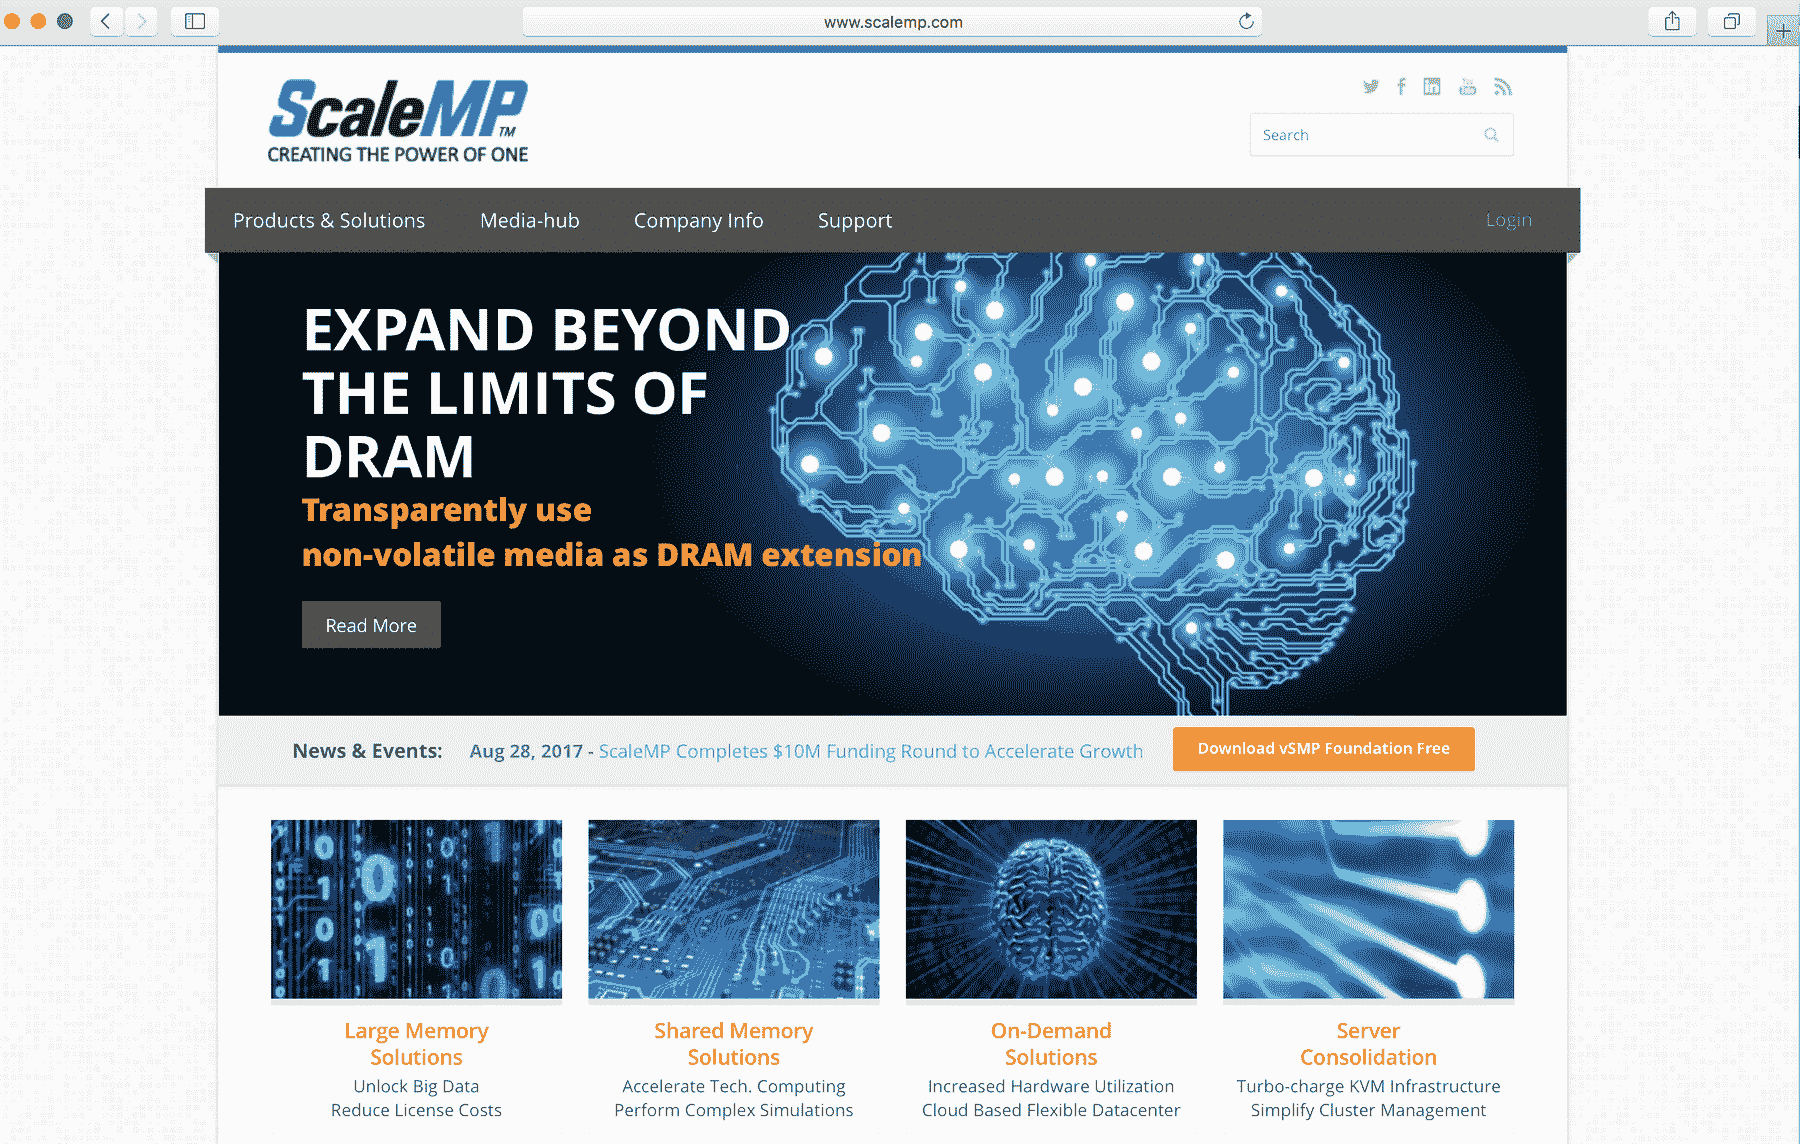 www.scalemp.com
ScaleMP™
CREATING THE POWER OF ONE
Search
Products & Solutions
Media-hub
Company Info
Support
Login
EXPAND BEYOND
THE LIMITS OF
DRAM
Transparently use
non-volatile media as DRAM extension
Read More
News & Events: Aug 28, 2017 - ScaleMP Completes $10M Funding Round to Accelerate Growth
Download vSMP Foundation Free
Large Memory
Solutions
Unlock Big Data
Reduce License Costs
Shared Memory
Solutions
Accelerate Tech. Computing
Perform Complex Simulations
On-Demand
Solutions
Increased Hardware Utilization
Cloud Based Flexible Datacenter
Server
Consolidation
Turbo-charge KVM Infrastructure
Simplify Cluster Management